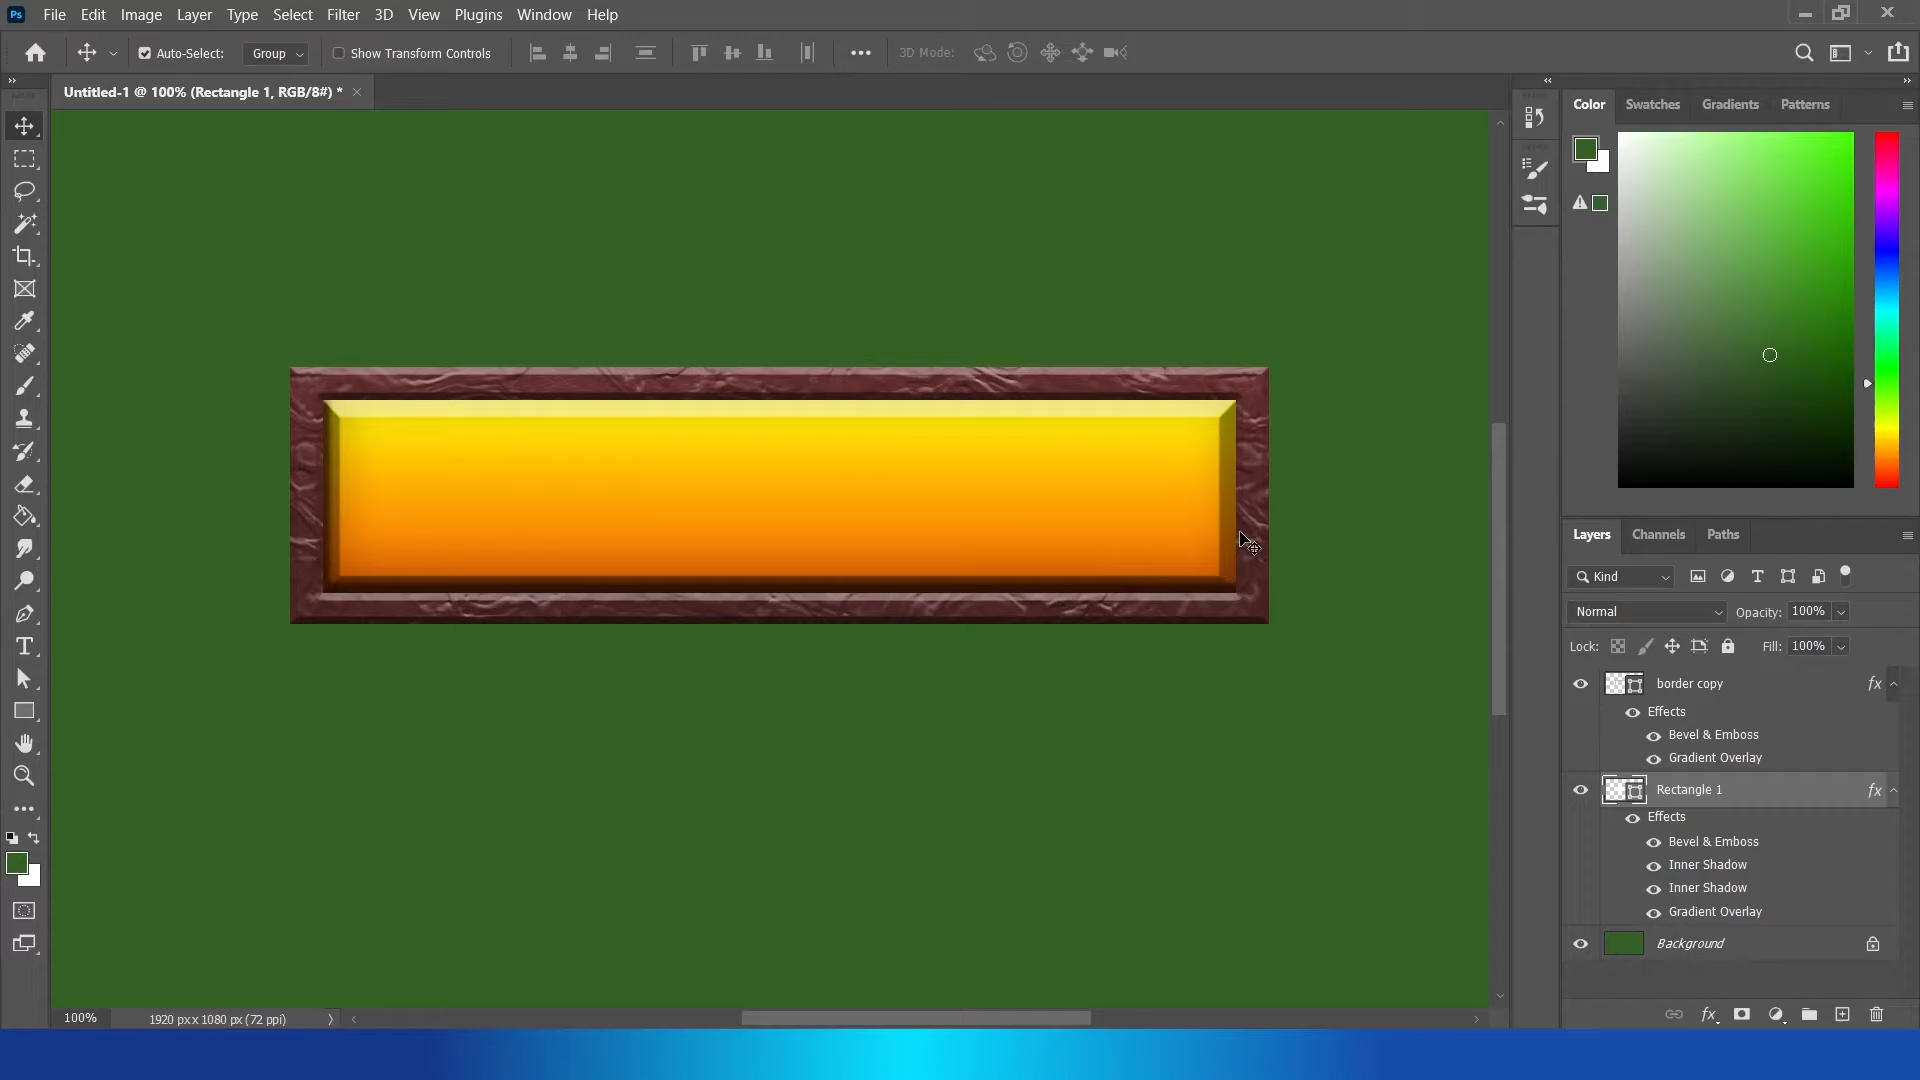 Ps File Edit Image Layer Type Select Filter 3D View Plugins Window Help
Auto-Select: Group Show Transform Controls 3D Mode:
Untitled-1 @ 100% (Rectangle 1, RGB/8#) *
Color Swatches Gradients Patterns
Layers Channels Paths
Kind
Normal Opacity: 100%
Lock: Fill: 100%
border copy fx
Effects
Bevel & Emboss
Gradient Overlay
Rectangle 1 fx
Effects
Bevel & Emboss
Inner Shadow
Inner Shadow
Gradient Overlay
Background
fx
100% 1920 px x 1080 px (72 ppi)